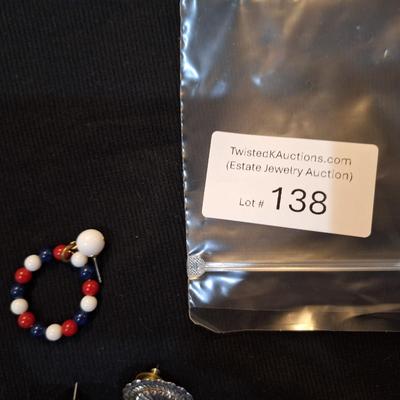 TwistedKAuctions.com
(Estate Jewelry Auction)
Lot # 138